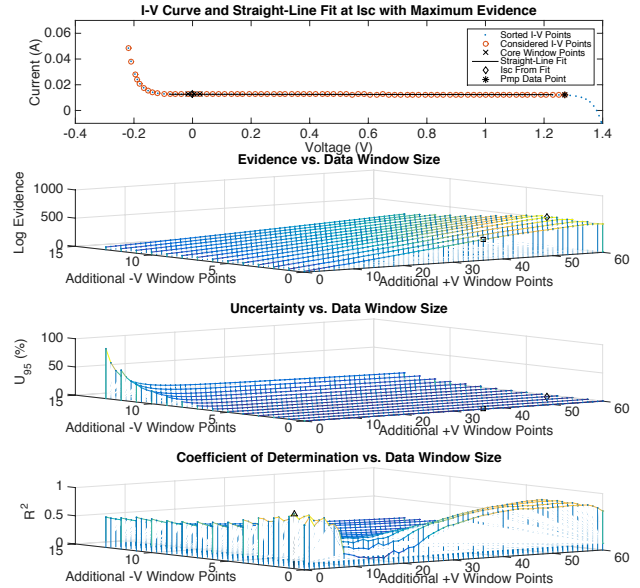 I-V Curve and Straight-Line Fit at Isc with Maximum Evidence
Current (A)
0.06
0.04
0.02
0
-0.4
-0.2
0
0.2
0.4
0.6
0.8
1
1.2
1.4
Voltage (V)
Sorted I-V Points
Considered I-V Points
Core Window Points
Straight-Line Fit
Isc From Fit
Pmp Data Point
Evidence vs. Data Window Size
Log Evidence
1000
500
0
15
10
5
0
Additional -V Window Points
0
10
20
30
40
50
60
Additional +V Window Points
Uncertainty vs. Data Window Size
U95 (%)
100
50
0
15
10
5
0
Additional -V Window Points
0
10
20
30
40
50
60
Additional +V Window Points
Coefficient of Determination vs. Data Window Size
R2
1
0.5
0
15
10
5
0
Additional -V Window Points
0
10
20
30
40
50
60
Additional +V Window Points